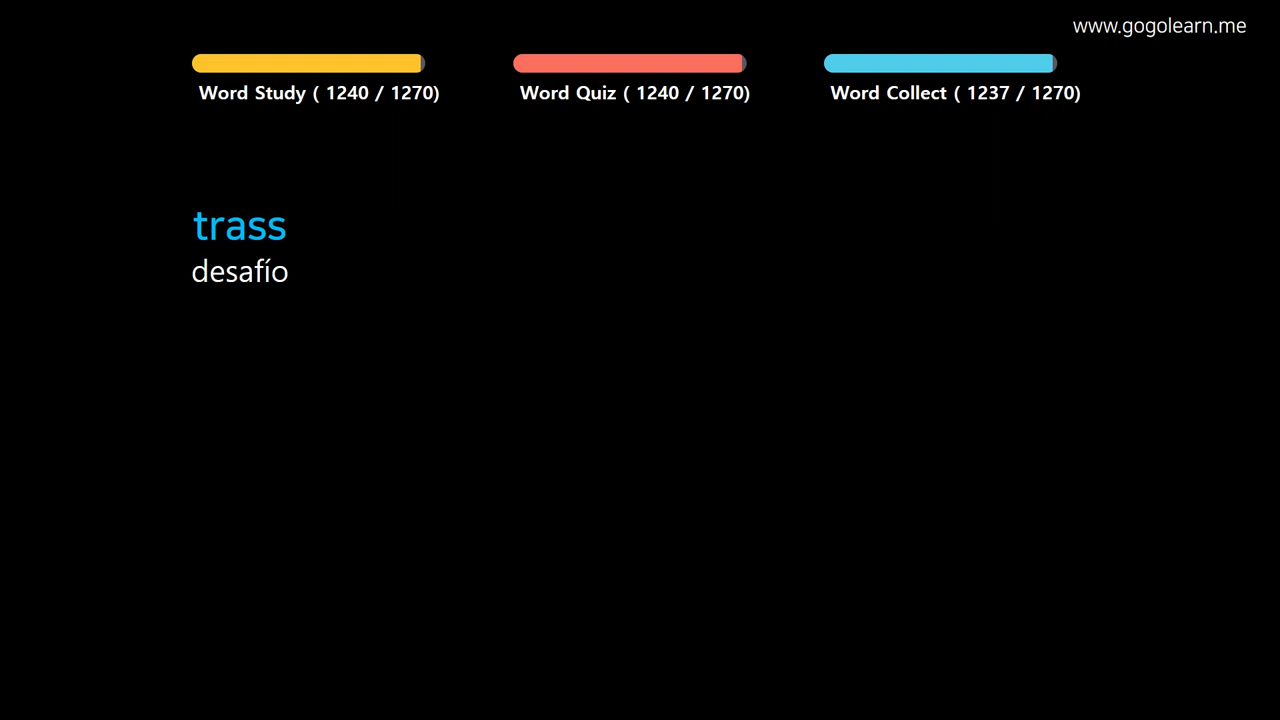 www.gogolearn.me
Word Study ( 1240 / 1270)
Word Quiz ( 1240 / 1270)
Word Collect ( 1237 / 1270)
trass
desafío